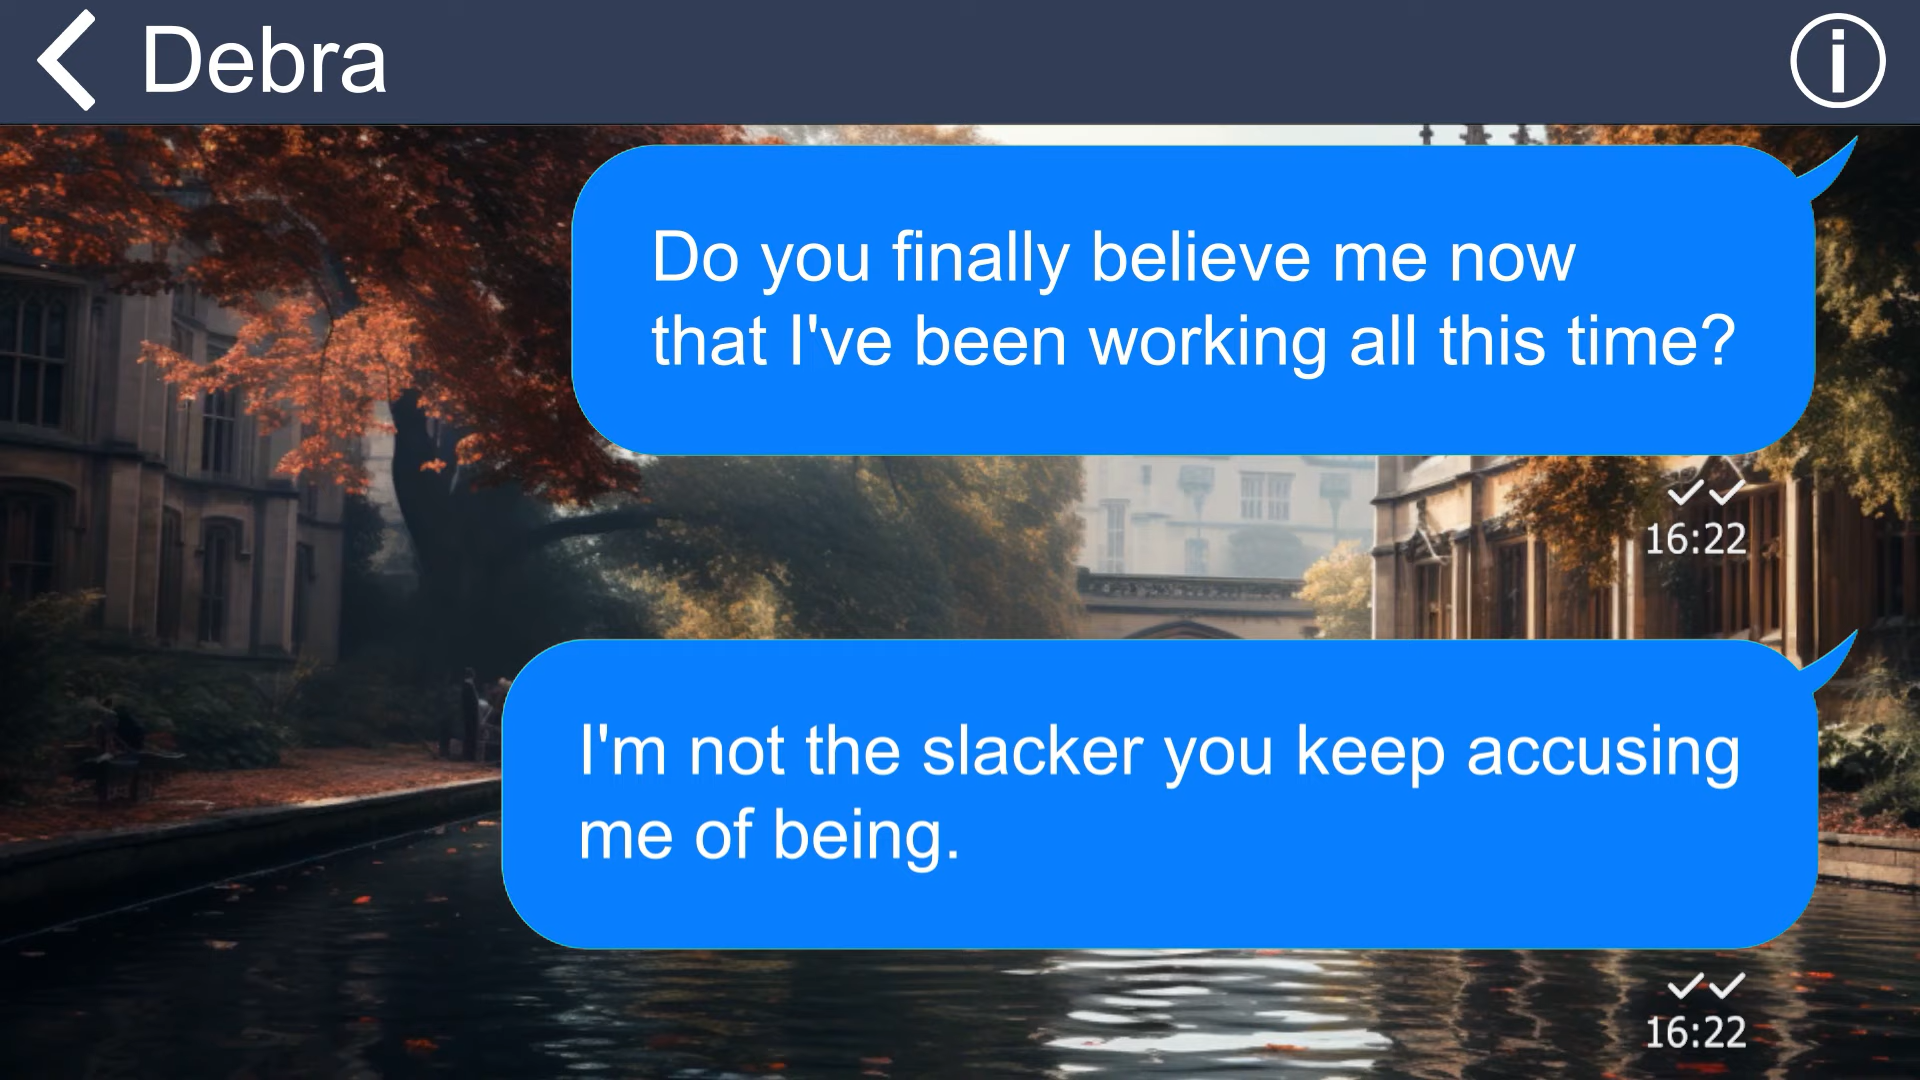 Debra
Do you finally believe me now
that I've been working all this time?
16:22
I'm not the slacker you keep accusing
me of being.
16:22